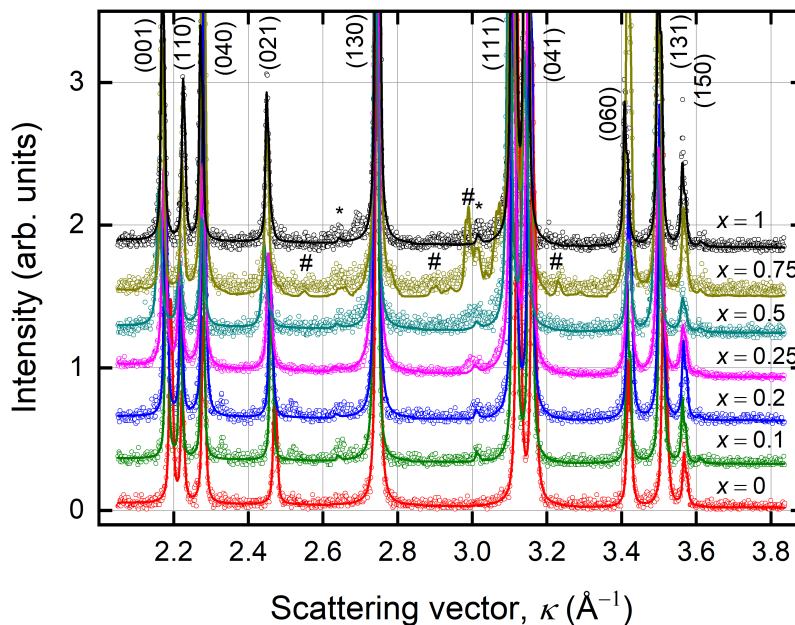 (001)
(110)
(040)
(021)
(130)
(111)
(041)
(060)
(131)
(150)
*
#
#
#
*
#
x = 1
x = 0.75
x = 0.5
x = 0.25
x = 0.2
x = 0.1
x = 0
3
2
1
0
Intensity (arb. units)
2.2 2.4 2.6 2.8 3.0 3.2 3.4 3.6 3.8
Scattering vector, κ (Å⁻¹)